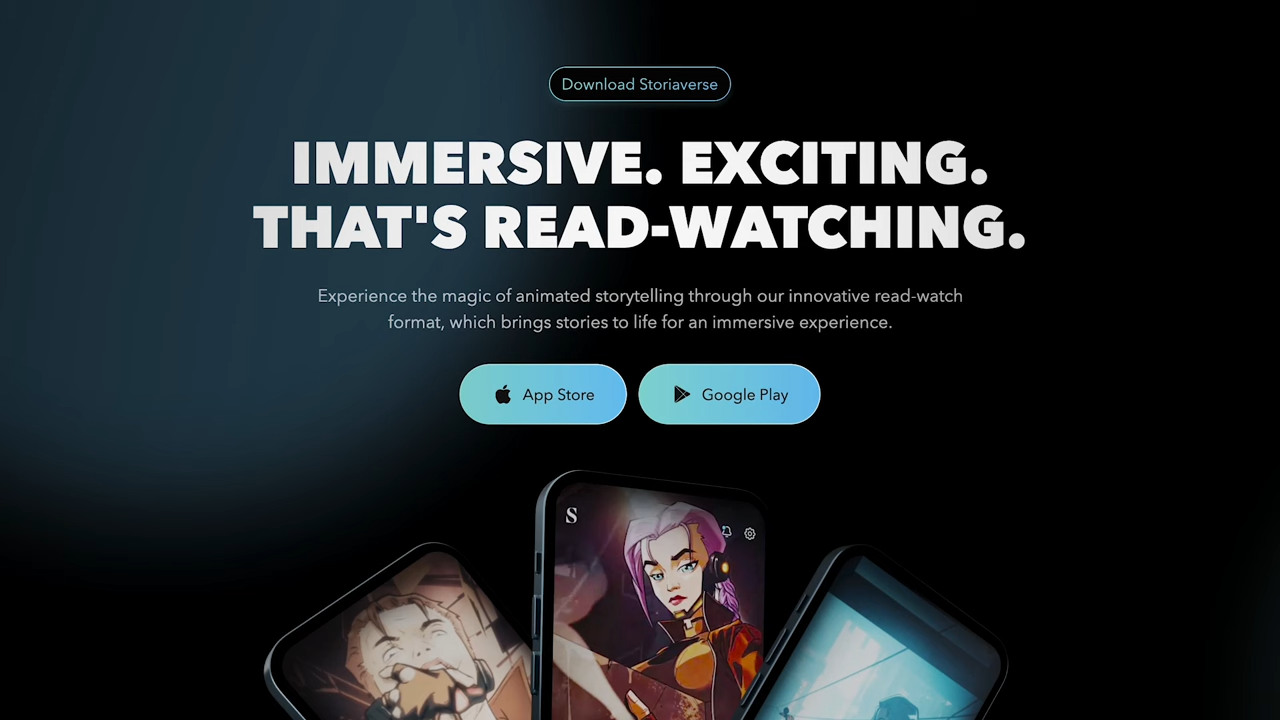 Download Storiaverse
IMMERSIVE. EXCITING.
THAT'S READ-WATCHING.
Experience the magic of animated storytelling through our innovative read-watch
format, which brings stories to life for an immersive experience.
App Store
Google Play
S